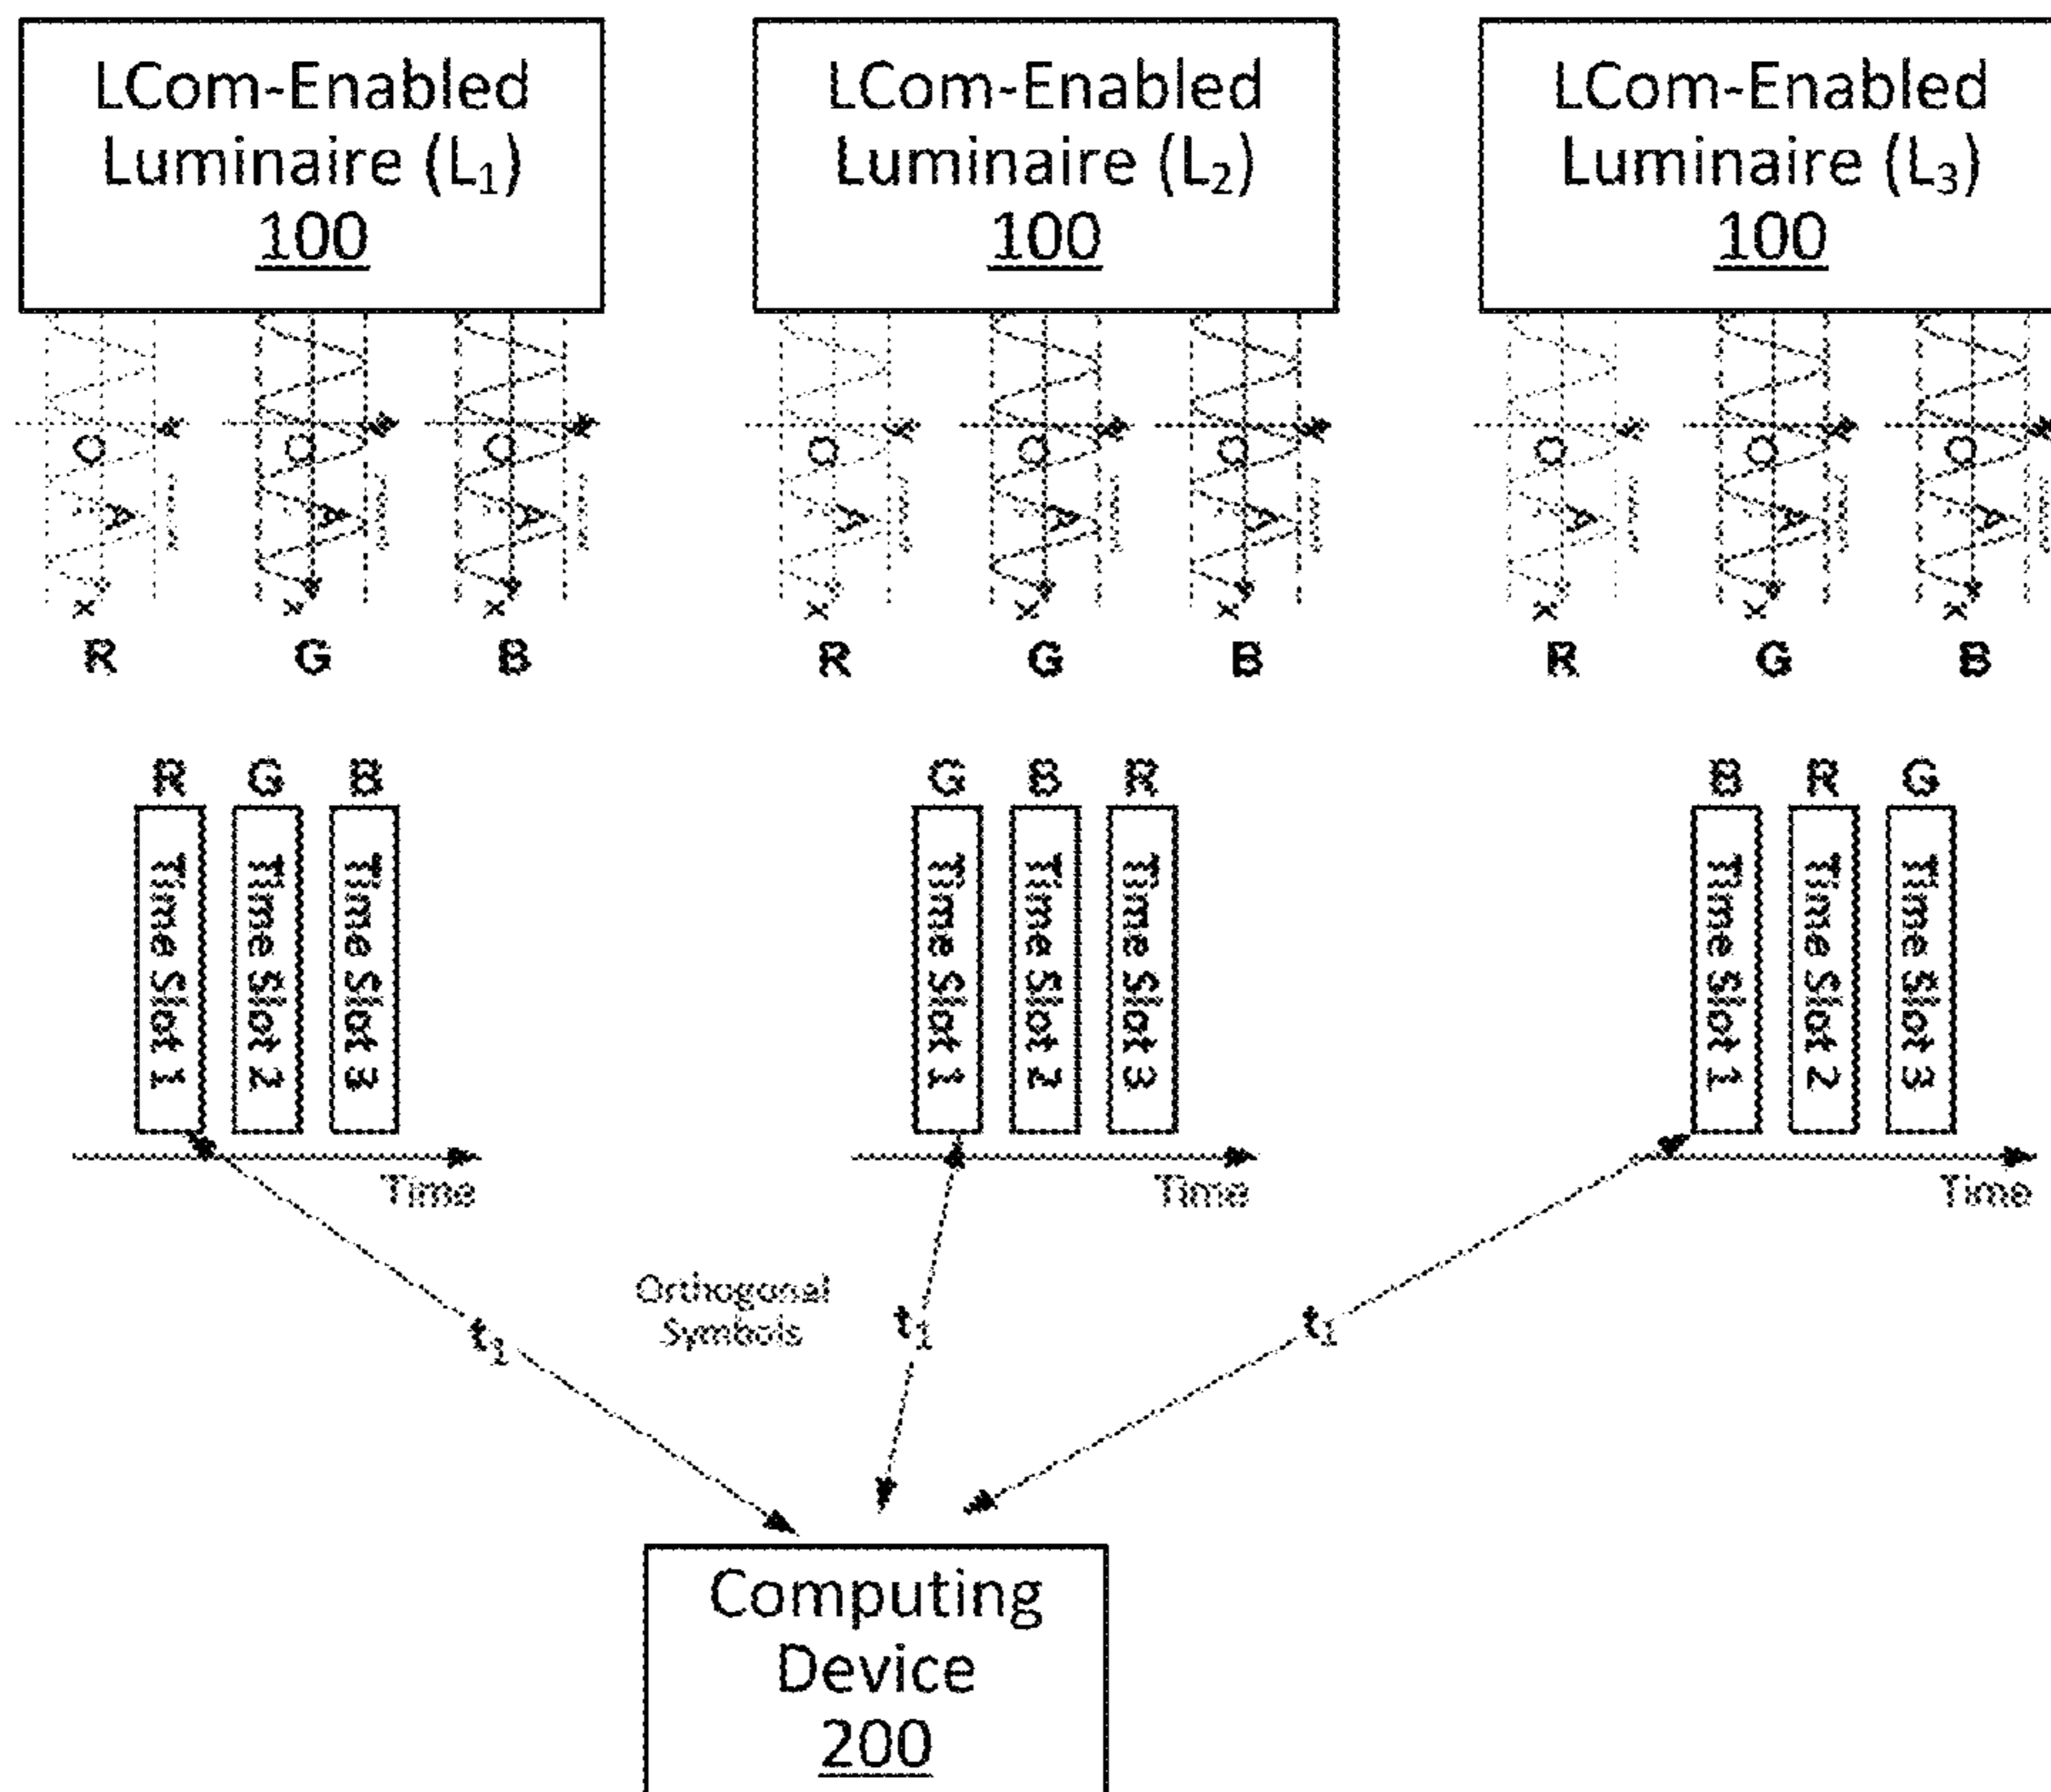 LCom-Enabled
Luminaire (L₁)
100
LCom-Enabled
Luminaire (L₂)
100
LCom-Enabled
Luminaire (L₃)
100
O
O
O
O
O
O
O
O
O
A
A
A
A
A
A
A
A
A
x
x
x
x
x
x
x
x
x
R
G
B
R
G
B
R
G
B
R
G
B
Time Slot 1
Time Slot 2
Time Slot 3
Time
G
B
R
Time Slot 1
Time Slot 2
Time Slot 3
Time
B
R
G
Time Slot 1
Time Slot 2
Time Slot 3
Time
Orthogonal
Symbols
t₁
t₁
t₁
Computing
Device
200